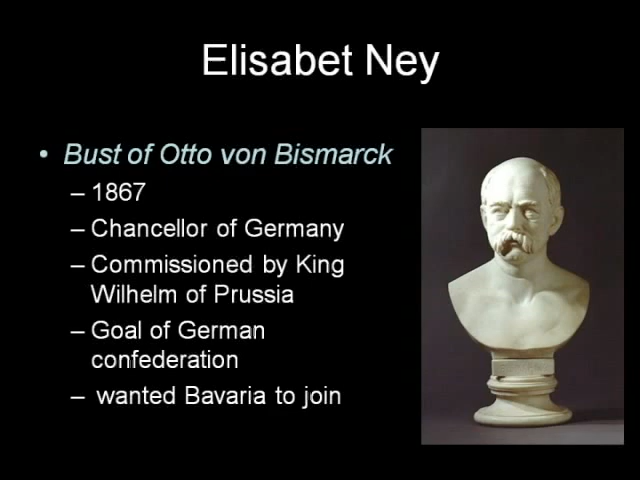 Elisabet Ney
• Bust of Otto von Bismarck
– 1867
– Chancellor of Germany
– Commissioned by King
Wilhelm of Prussia
– Goal of German
confederation
– wanted Bavaria to join